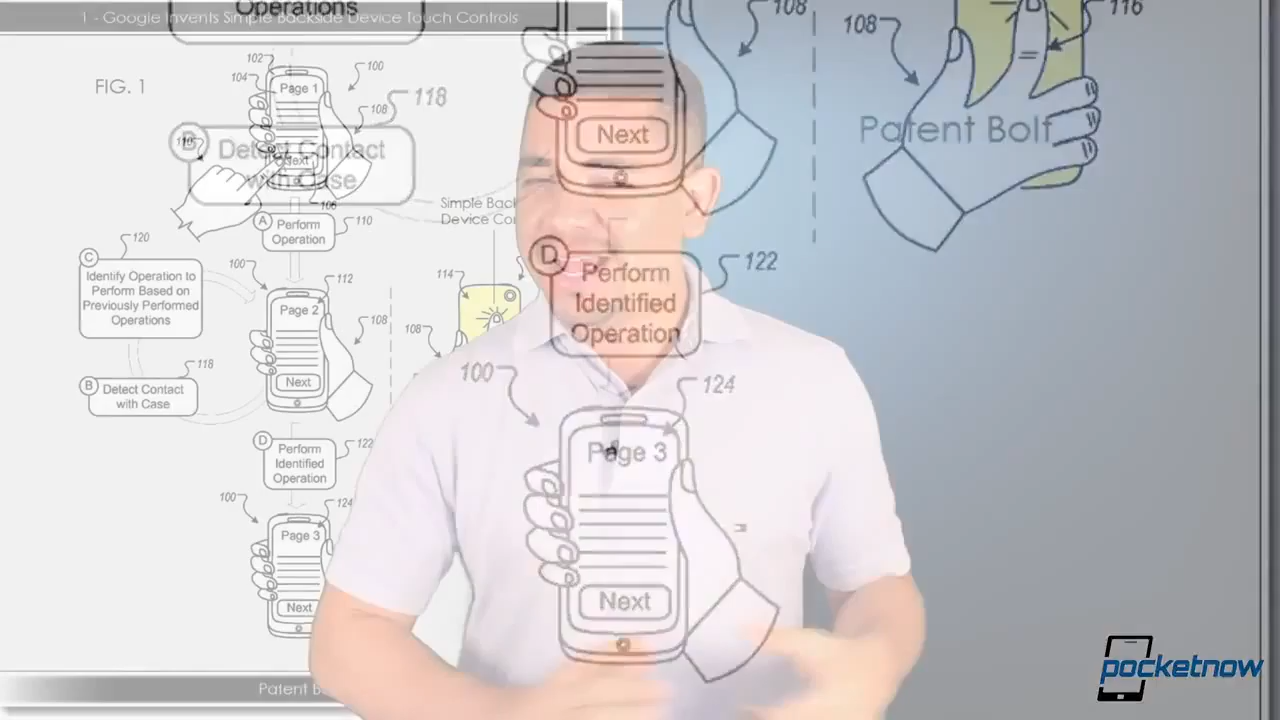 1 - Google Invents Simple Backside Device Touch Controls
Operations
FIG. 1
102
104
100
Page 1
108
118
B
Detect Contact
with Case
106
A
Perform
Operation
110
Simple Back
Device Co
120
C
Identify Operation to
Perform Based on
Previously Performed
Operations
100
112
Page 2
108
Next
114
108
118
B
Detect Contact
with Case
D
Perform
Identified
Operation
122
100
124
Page 3
Next
Patent Bo
108
Next
108
116
Patent Bolt
D
Perform
Identified
Operation
122
100
124
Page 3
Next
pocketnow